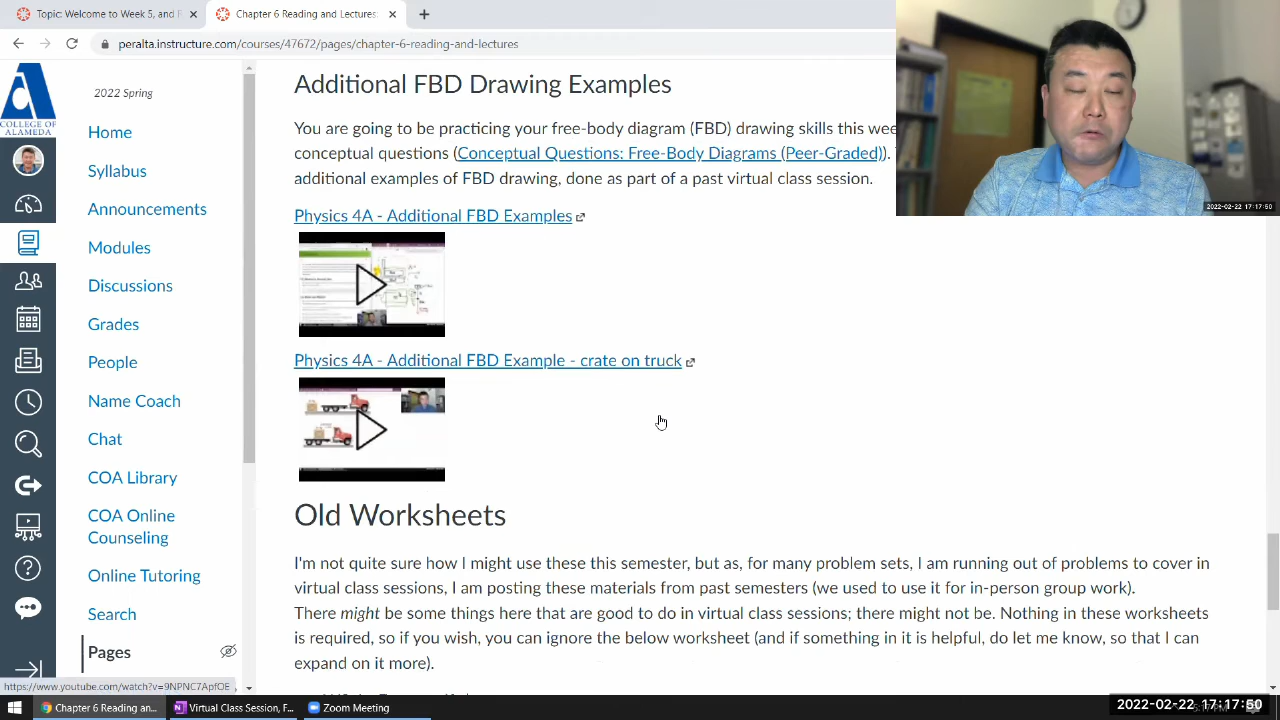 Topic: Welcome to Week 5, and F
Chapter 6 Reading and Lectures:
peralta.instructure.com/courses/47672/pages/chapter-6-reading-and-lectures
2022-02-22 17:17:50
COLLEGE OF
ALAMEDA
2022 Spring
Home
Syllabus
Announcements
Modules
Discussions
Grades
People
Name Coach
Chat
COA Library
COA Online
Counseling
Online Tutoring
Search
Pages
Additional FBD Drawing Examples
You are going to be practicing your free-body diagram (FBD) drawing skills this wee
conceptual questions (Conceptual Questions: Free-Body Diagrams (Peer-Graded)).
additional examples of FBD drawing, done as part of a past virtual class session.
Physics 4A - Additional FBD Examples
Physics 4A - Additional FBD Example - crate on truck
Old Worksheets
I'm not quite sure how I might use these this semester, but as, for many problem sets, I am running out of problems to cover in
virtual class sessions, I am posting these materials from past semesters (we used to use it for in-person group work).
There might be some things here that are good to do in virtual class sessions; there might not be. Nothing in these worksheets
is required, so if you wish, you can ignore the below worksheet (and if something in it is helpful, do let me know, so that I can
expand on it more).
https://www.youtube.com/watch?v=9NPNC7ApfOE
Chapter 6 Reading an...
Virtual Class Session, F...
Zoom Meeting
2022-02-22 17:17:50